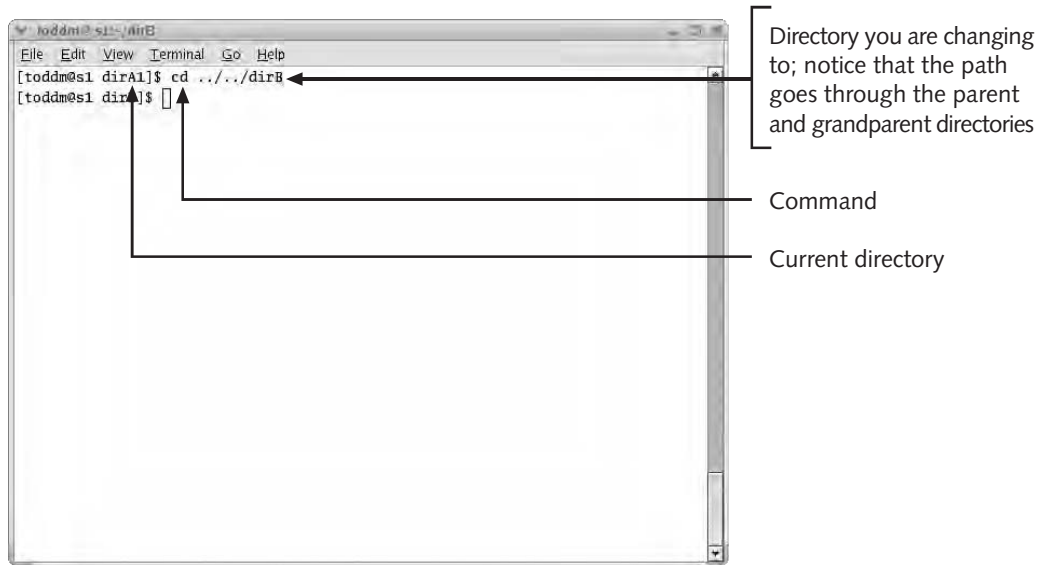 toddm@s1:~/dirB
File Edit View Terminal Go Help
[toddm@s1 dirA1]$ cd ../../dirB
[toddm@s1 dir ]$
Directory you are changing
to; notice that the path
goes through the parent
and grandparent directories
Command
Current directory